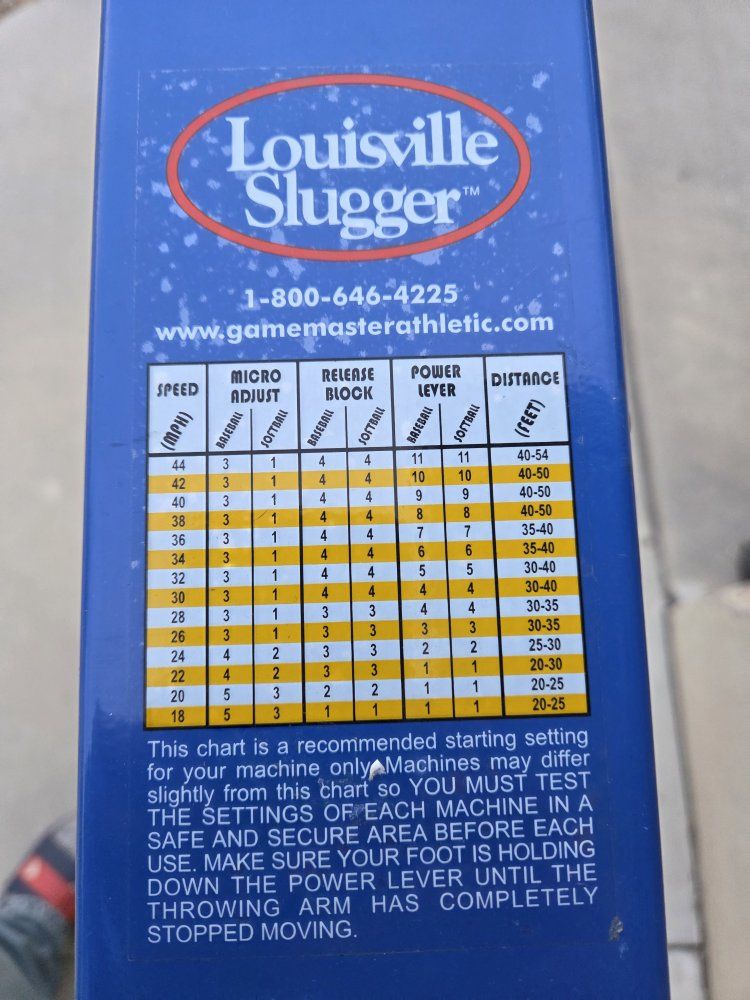 Louisville
Slugger™
1-800-646-4225
www.gamemasterathletic.com
SPEED (MPH) MICRO ADJUST RELEASE BLOCK POWER LEVER DISTANCE (FEET)
BASEBALL SOFTBALL BASEBALL SOFTBALL BASEBALL SOFTBALL
44 3 1 4 4 11 11 40-54
42 3 1 4 4 10 10 40-50
40 3 1 4 4 9 9 40-50
38 3 1 4 4 8 8 40-50
36 3 1 4 4 7 7 35-40
34 3 1 4 4 6 6 35-40
32 3 1 4 4 5 5 30-40
30 3 1 4 4 4 4 30-40
28 3 1 3 3 4 4 30-35
26 3 1 3 3 3 3 30-35
24 4 2 3 3 2 2 25-30
22 4 2 3 3 1 1 20-30
20 5 3 2 2 1 1 20-25
18 5 3 1 1 1 1 20-25
This chart is a recommended starting setting
for your machine only. Machines may differ
slightly from this chart so YOU MUST TEST
THE SETTINGS OF EACH MACHINE IN A
SAFE AND SECURE AREA BEFORE EACH
USE. MAKE SURE YOUR FOOT IS HOLDING
DOWN THE POWER LEVER UNTIL THE
THROWING ARM HAS COMPLETELY
STOPPED MOVING.